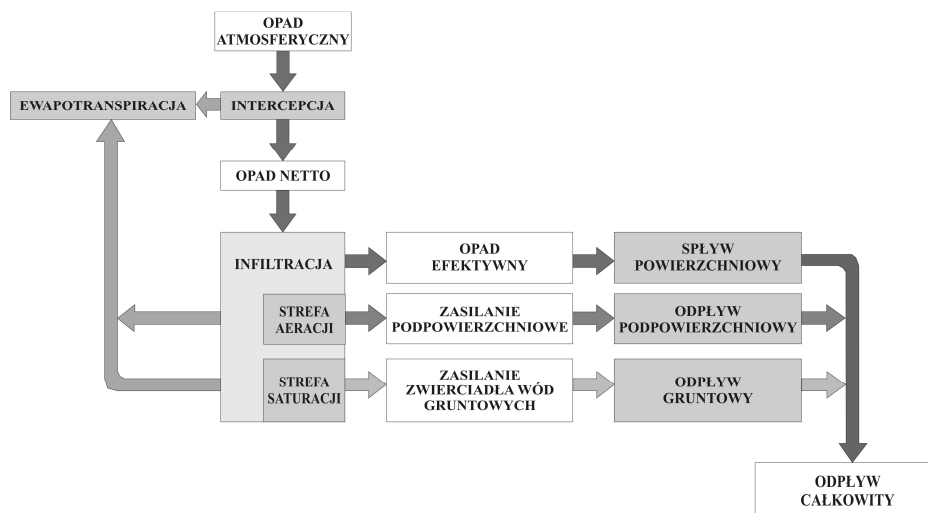 OPAD
ATMOSFERYCZNY
EWAPOTRANSPIRACJA
INTERCEPCJA
OPAD NETTO
INFILTRACJA
OPAD
EFEKTYWNY
SPŁYW
POWIERZCHNIOWY
STREFA
AERACJI
ZASILANIE
PODPOWIERZCHNIOWE
ODPŁYW
PODPOWIERZCHNIOWY
STREFA
SATURACJI
ZASILANIE
ZWIERCIADŁA WÓD
GRUNTOWYCH
ODPŁYW
GRUNTOWY
ODPŁYW
CAŁKOWITY